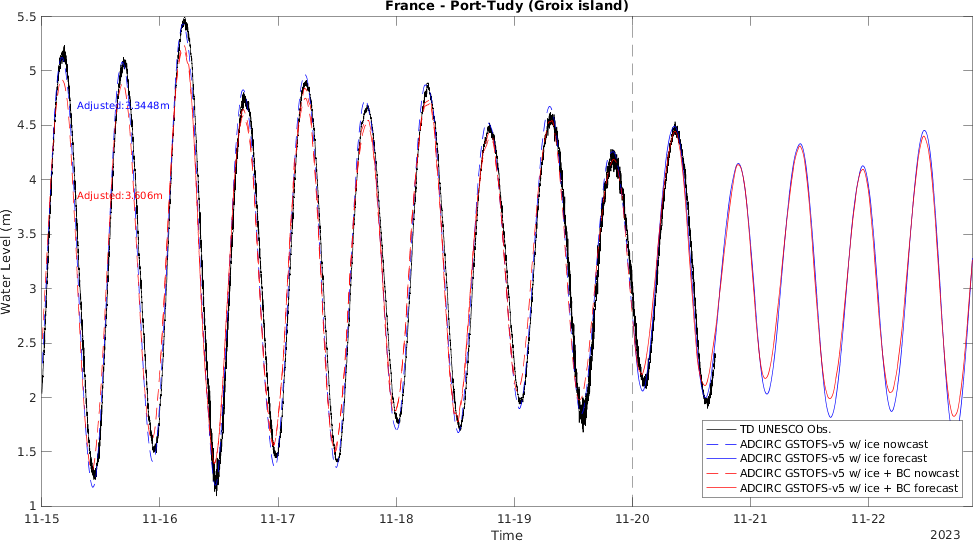 France - Port-Tudy (Groix island)
5.5
5
4.5
4
3.5
3
2.5
2
1.5
1
Water Level (m)
Adjusted:
Adjusted:3.606m
TD UNESCO Obs.
ADCIRC GSTOFS-v5 w/ ice nowcast
ADCIRC GSTOFS-v5 w/ ice forecast
ADCIRC GSTOFS-v5 w/ ice + BC nowcast
ADCIRC GSTOFS-v5 w/ ice + BC forecast
11-15
11-16
11-17
11-18
11-19
11-20
11-21
11-22
Time
2023